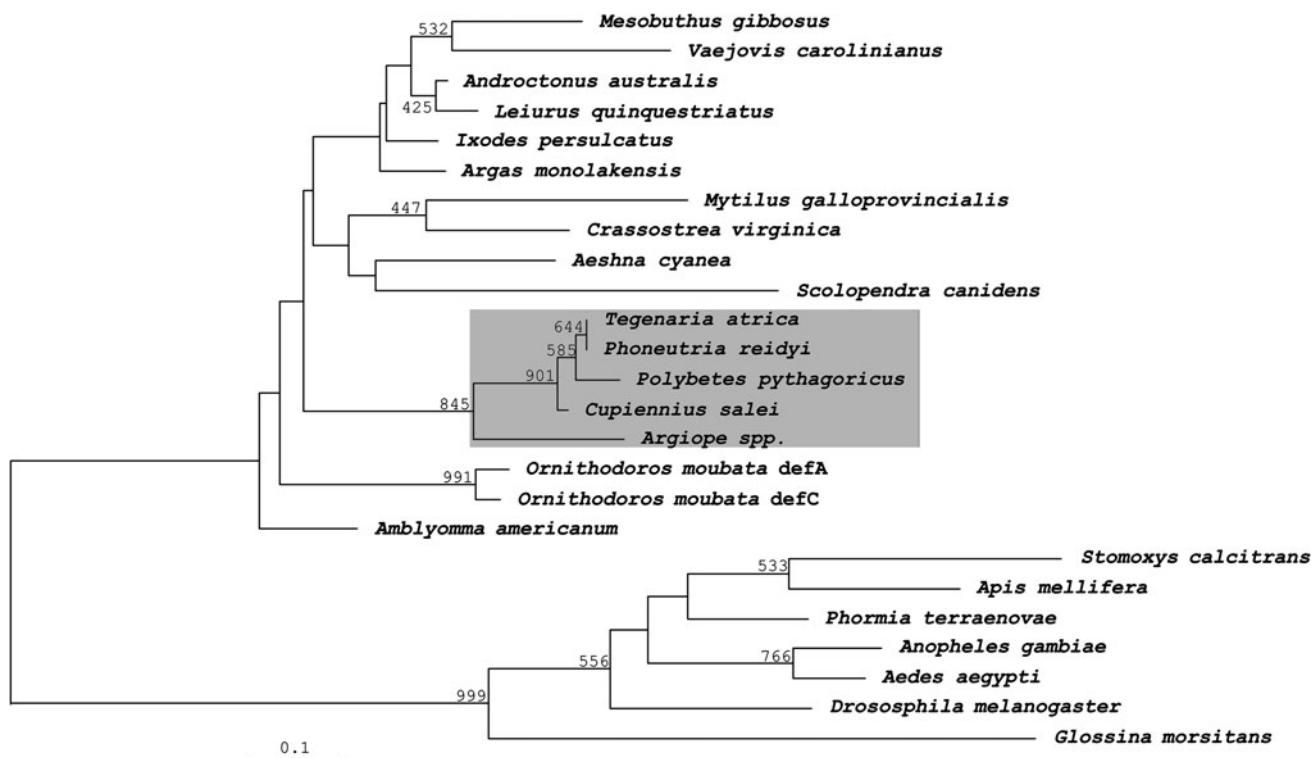 Mesobuthus gibbosus
532
Vaejovis carolinianus
Androctonus australis
425
Leiurus quinquestriatus
Ixodes persulcatus
Argas monolakensis
Mytilus galloprovincialis
447
Crassostrea virginica
Aeshna cyanea
Scolopendra canidens
Tegenaria atrica
644
Phoneutria reidyi
585
Polybetes pythagoricus
901
Cupiennius salei
845
Argiope spp.
Ornithodoros moubata defA
991
Ornithodoros moubata defC
Amblyomma americanum
Stomoxys calcitrans
533
Apis mellifera
Phormia terraenovae
Anopheles gambiae
766
556
Aedes aegypti
999
Drososphila melanogaster
Glossina morsitans
0.1